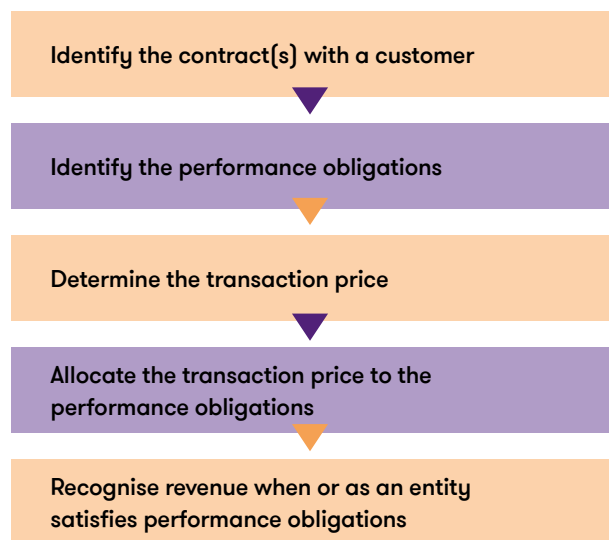 Identify the contract(s) with a customer
Identify the performance obligations
Determine the transaction price
Allocate the transaction price to the
performance obligations
Recognise revenue when or as an entity
satisfies performance obligations